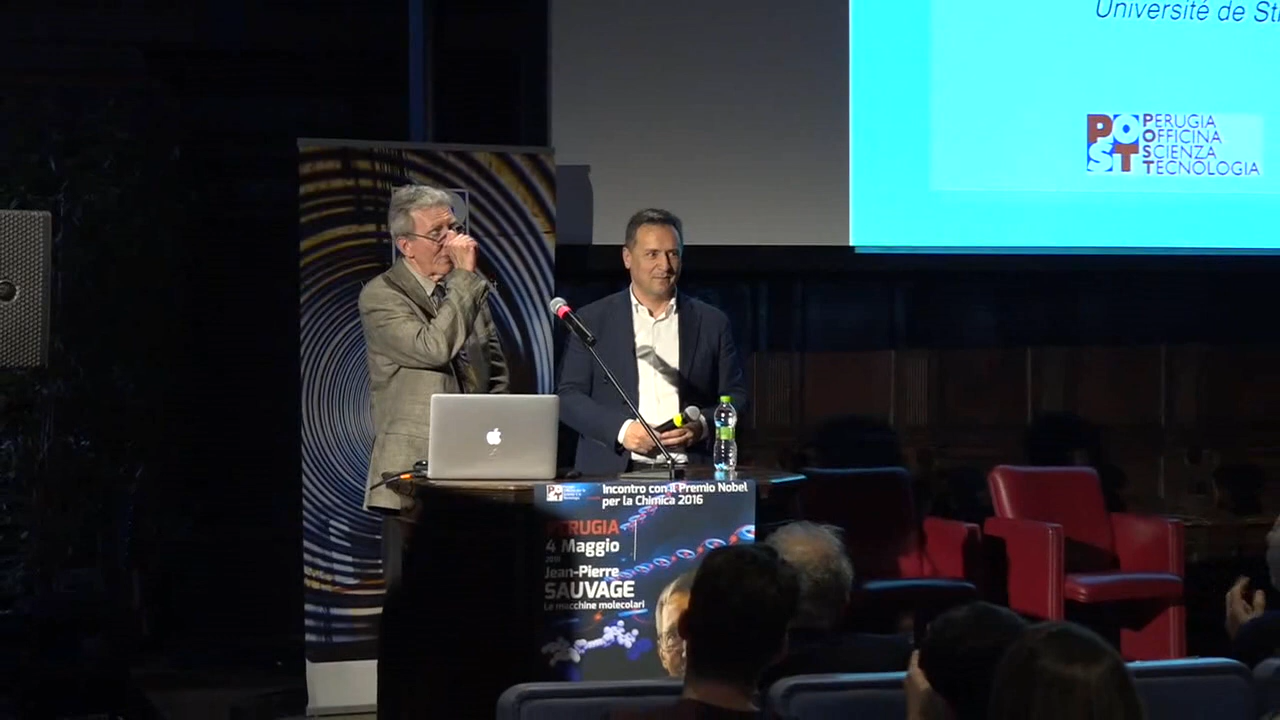 Université de St
POST
PERUGIA
OFFICINA
SCIENZA
TECNOLOGIA
Incontro con il Premio Nobel
per la Chimica 2016
PERUGIA
4 Maggio
Jean-Pierre
SAUVAGE
Le macchine molecolari